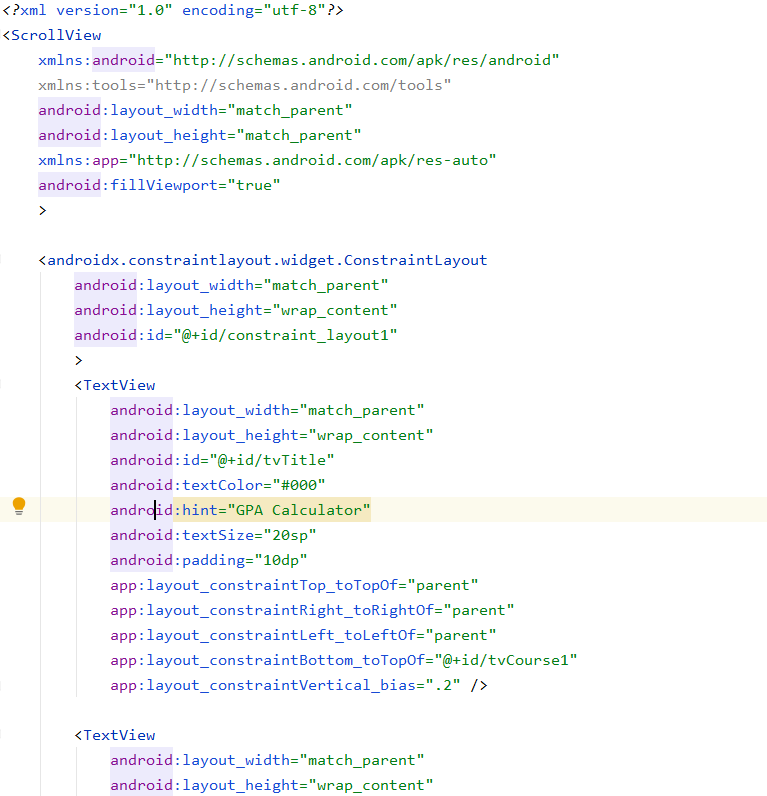 <?xml version="1.0" encoding="utf-8"?>
<ScrollView
    xmlns:android="http://schemas.android.com/apk/res/android"
    xmlns:tools="http://schemas.android.com/tools"
    android:layout_width="match_parent"
    android:layout_height="match_parent"
    xmlns:app="http://schemas.android.com/apk/res-auto"
    android:fillViewport="true"
    >

    <androidx.constraintlayout.widget.ConstraintLayout
        android:layout_width="match_parent"
        android:layout_height="wrap_content"
        android:id="@+id/constraint_layout1"
        >
        <TextView
            android:layout_width="match_parent"
            android:layout_height="wrap_content"
            android:id="@+id/tvTitle"
            android:textColor="#000"
            android:hint="GPA Calculator"
            android:textSize="20sp"
            android:padding="10dp"
            app:layout_constraintTop_toTopOf="parent"
            app:layout_constraintRight_toRightOf="parent"
            app:layout_constraintLeft_toLeftOf="parent"
            app:layout_constraintBottom_toTopOf="@+id/tvCourse1"
            app:layout_constraintVertical_bias=".2" />

        <TextView
            android:layout_width="match_parent"
            android:layout_height="wrap_content"